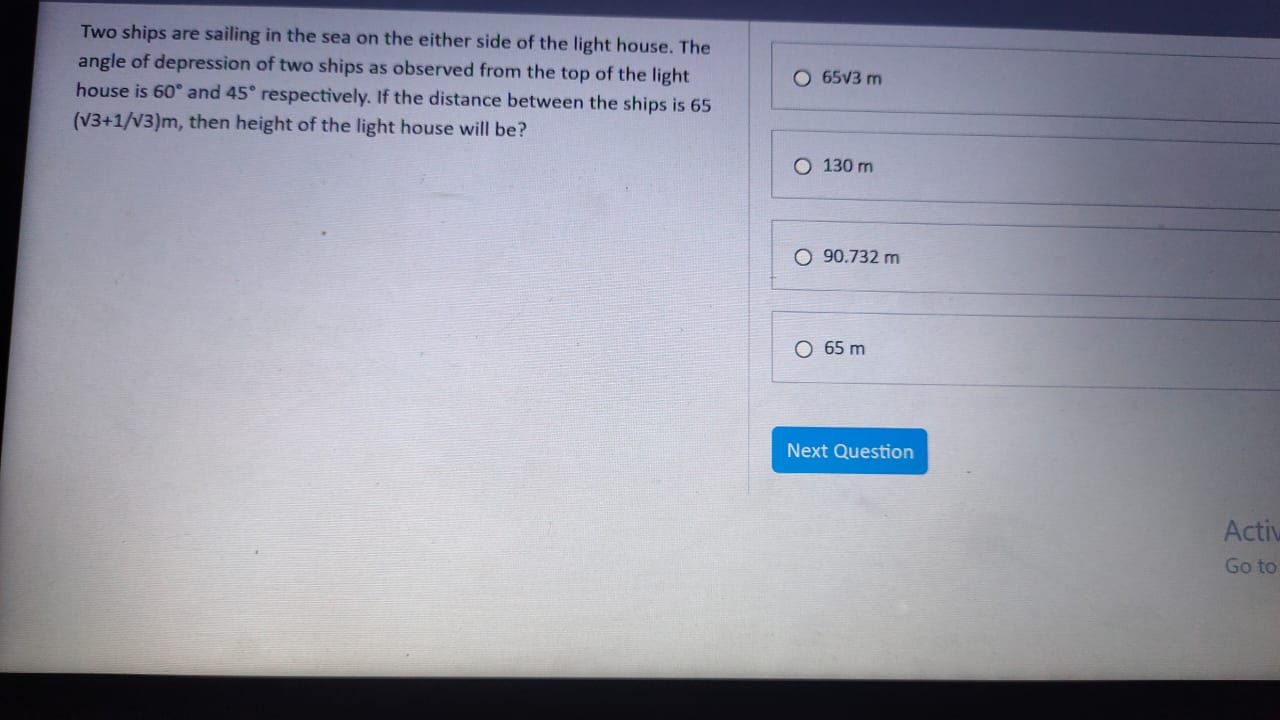 Two ships are sailing in the sea on the either side of the light house. The
angle of depression of two ships as observed from the top of the light
house is 60° and 45° respectively. If the distance between the ships is 65
(√3+1/√3)m, then height of the light house will be?
65√3 m
130 m
90.732 m
65 m
Next Question
Activ
Go to